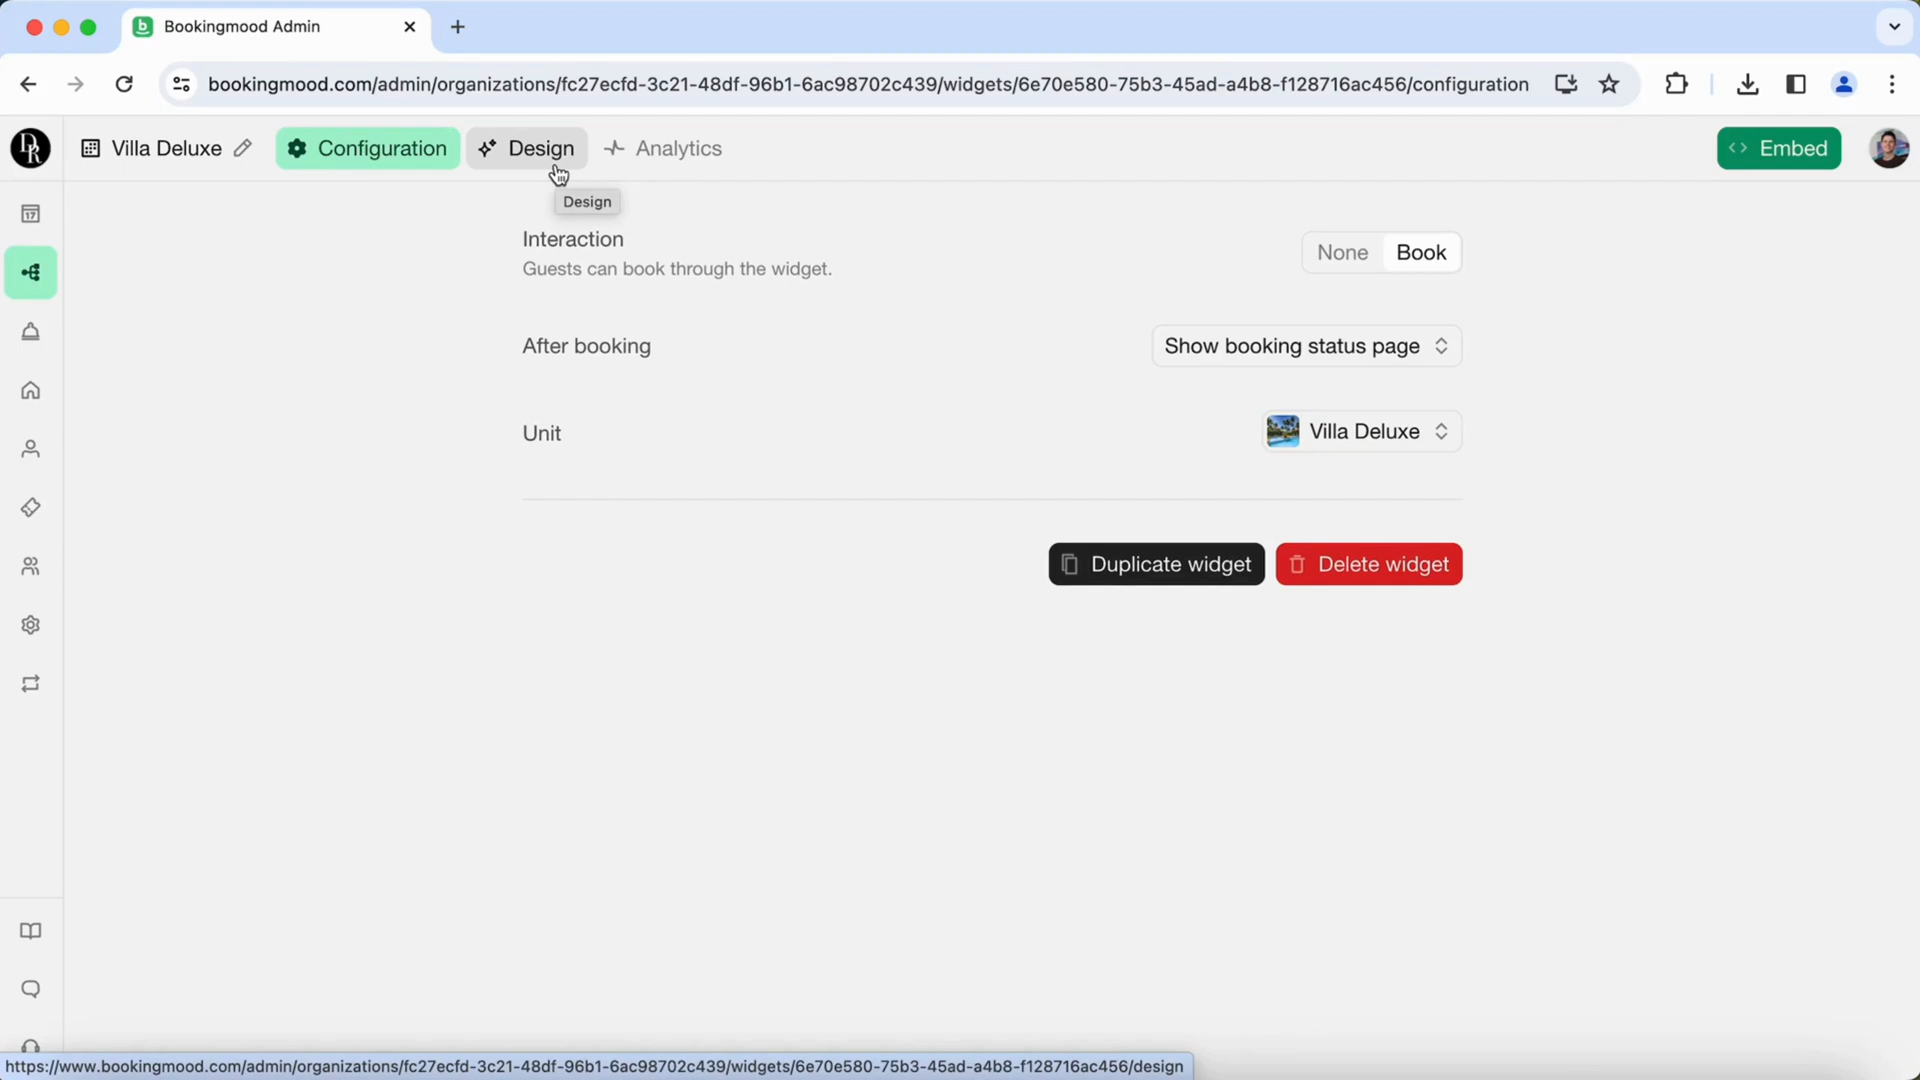 Bookingmood Admin
bookingmood.com/admin/organizations/fc27ecfd-3c21-48df-96b1-6ac98702c439/widgets/6e70e580-75b3-45ad-a4b8-f128716ac456/configuration
DR
Villa Deluxe
Configuration
Design
Analytics
Embed
Design
17
Interaction
Guests can book through the widget.
None
Book
After booking
Show booking status page
Unit
Villa Deluxe
Duplicate widget
Delete widget
https://www.bookingmood.com/admin/organizations/fc27ecfd-3c21-48df-96b1-6ac98702c439/widgets/6e70e580-75b3-45ad-a4b8-f128716ac456/design